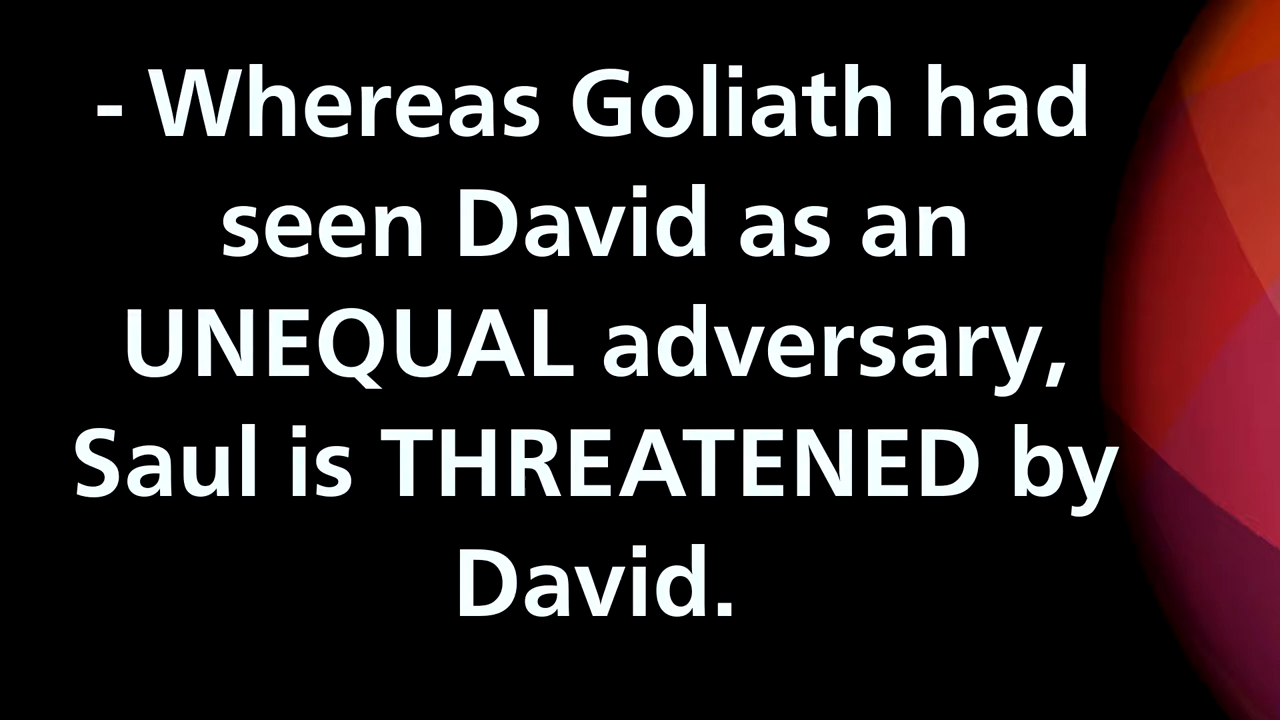 - Whereas Goliath had
seen David as an
UNEQUAL adversary,
Saul is THREATENED by
David.